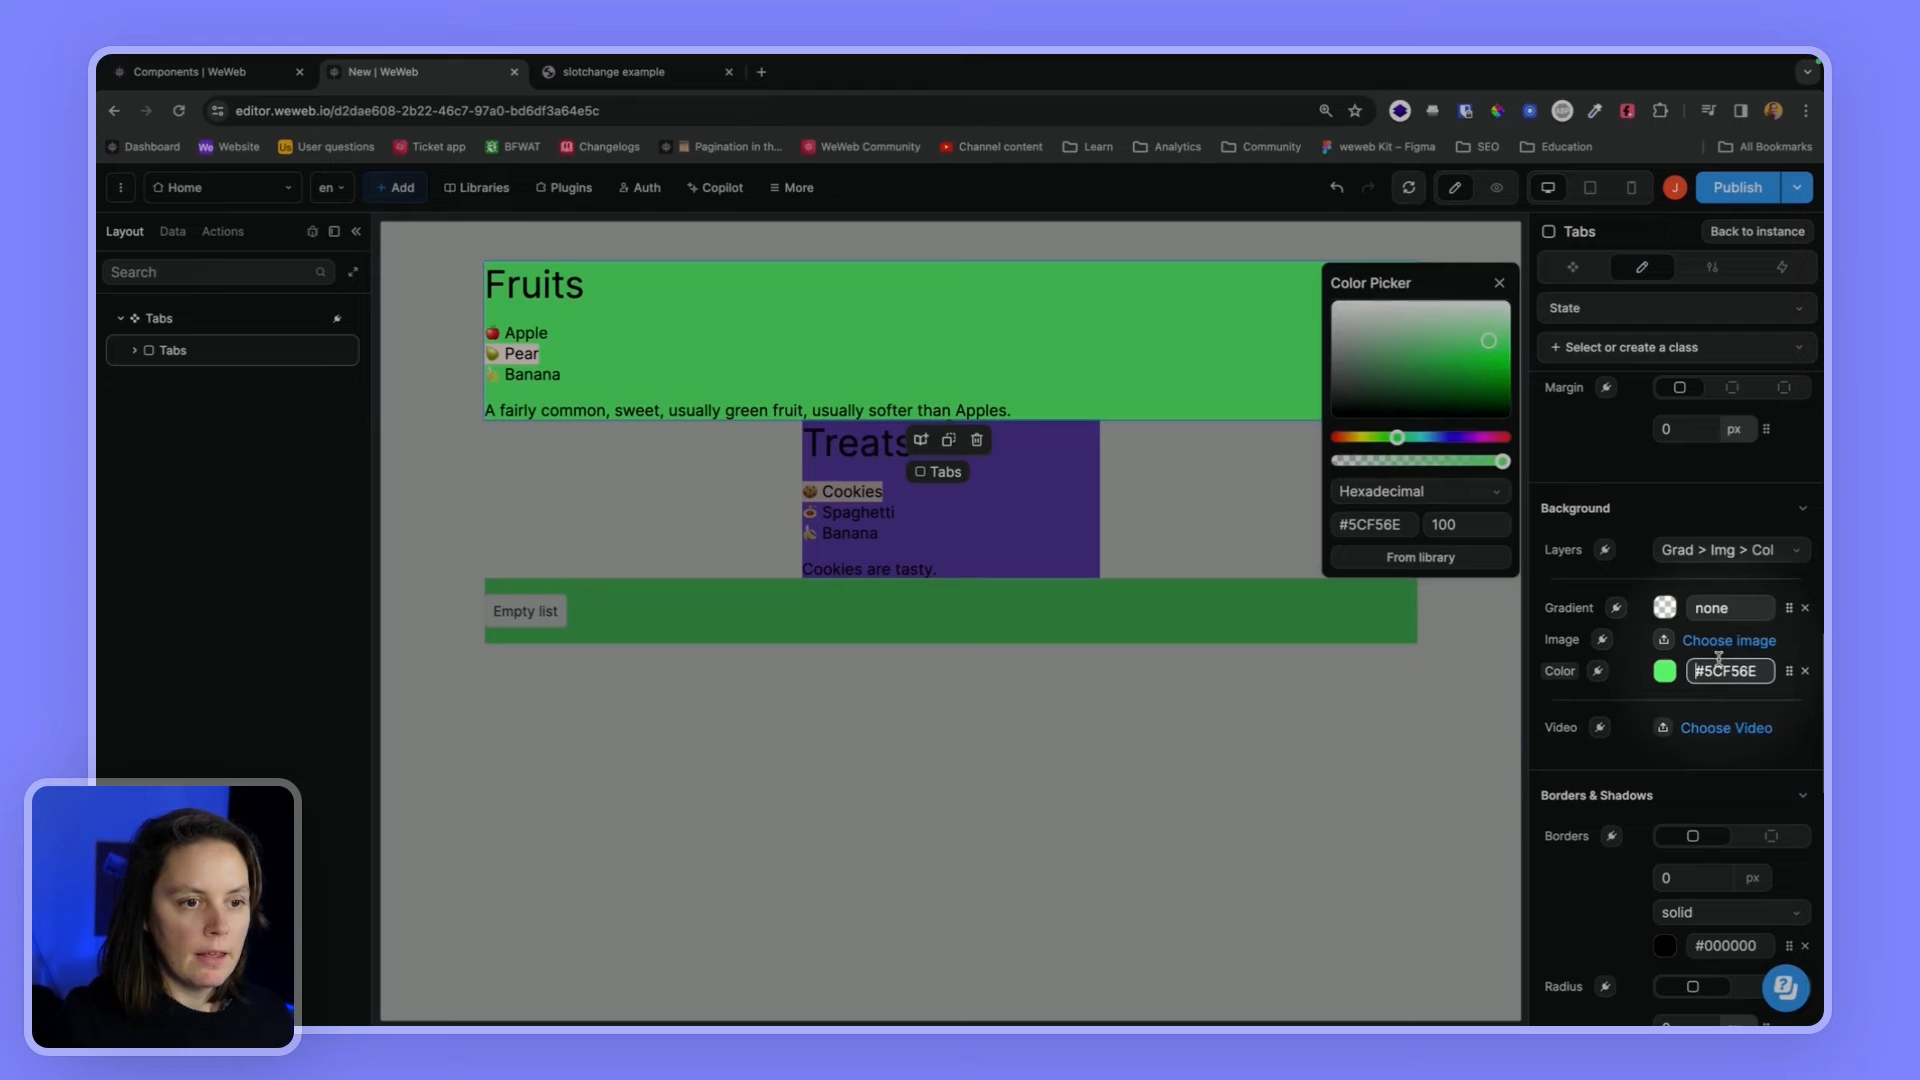 Components | WeWeb
New | WeWeb
slotchange example
editor.weweb.io/d2dae608-2b22-46c7-97a0-bd6df3a64e5c
Dashboard
We Website
Us User questions
Ticket app
BFWAT
Changelogs
Pagination in th...
WeWeb Community
Channel content
Learn
Analytics
Community
weweb Kit – Figma
SEO
Education
All Bookmarks
Home
en
+ Add
Libraries
Plugins
Auth
Copilot
More
J
Publish
Layout
Data
Actions
Search
Tabs
Tabs
Fruits
🍎 Apple
🍐 Pear
🍌 Banana
A fairly common, sweet, usually green fruit, usually softer than Apples.
Treats
Tabs
🍪 Cookies
🍝 Spaghetti
🍌 Banana
Cookies are tasty.
Empty list
Color Picker
Hexadecimal
#5CF56E
100
From library
Tabs
Back to instance
State
+ Select or create a class
Margin
0 px
Background
Layers
Grad > Img > Col
Gradient
none
Image
Choose image
Color
#5CF56E
Video
Choose Video
Borders & Shadows
Borders
0 px
solid
#000000
Radius